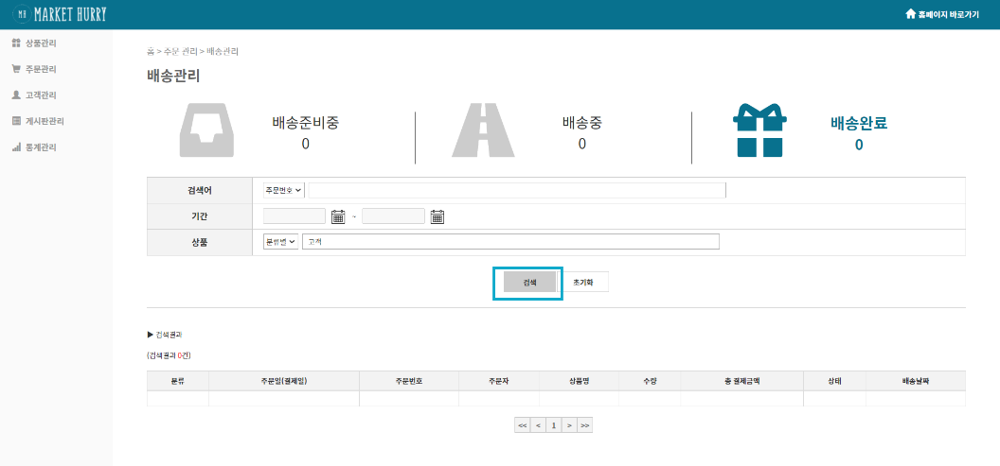 MH MARKET HURRY
홈페이지 바로가기
상품관리
주문관리
고객관리
게시판관리
통계관리
홈 > 주문 관리 > 배송관리
배송관리
배송준비중
0
배송중
0
배송완료
0
검색어 주문번호
기간 ~
상품 분류별 고객
검색 초기화
▶ 검색결과
(검색결과 0건)
분류 주문일(결제일) 주문번호 주문자 상품명 수량 총 결제금액 상태 배송날짜
<< < 1 > >>